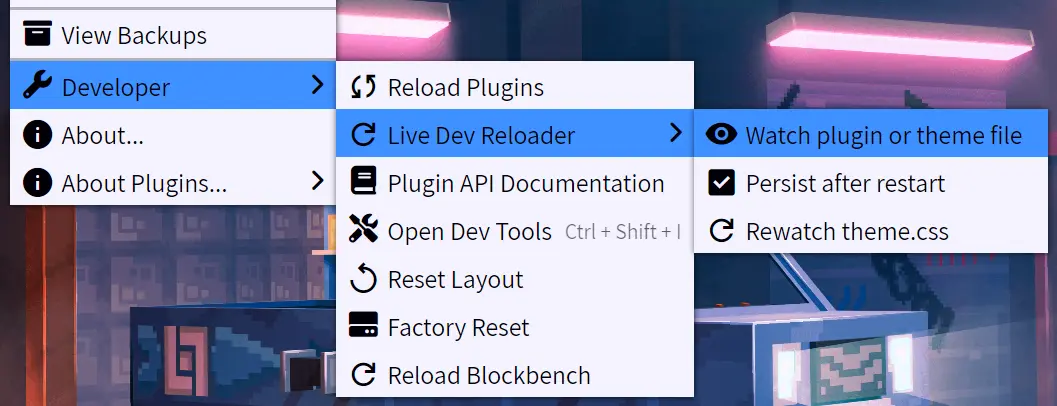 View Backups
Developer
About...
About Plugins...
Reload Plugins
Live Dev Reloader
Plugin API Documentation
Open Dev Tools Ctrl + Shift + I
Reset Layout
Factory Reset
Reload Blockbench
Watch plugin or theme file
Persist after restart
Rewatch theme.css